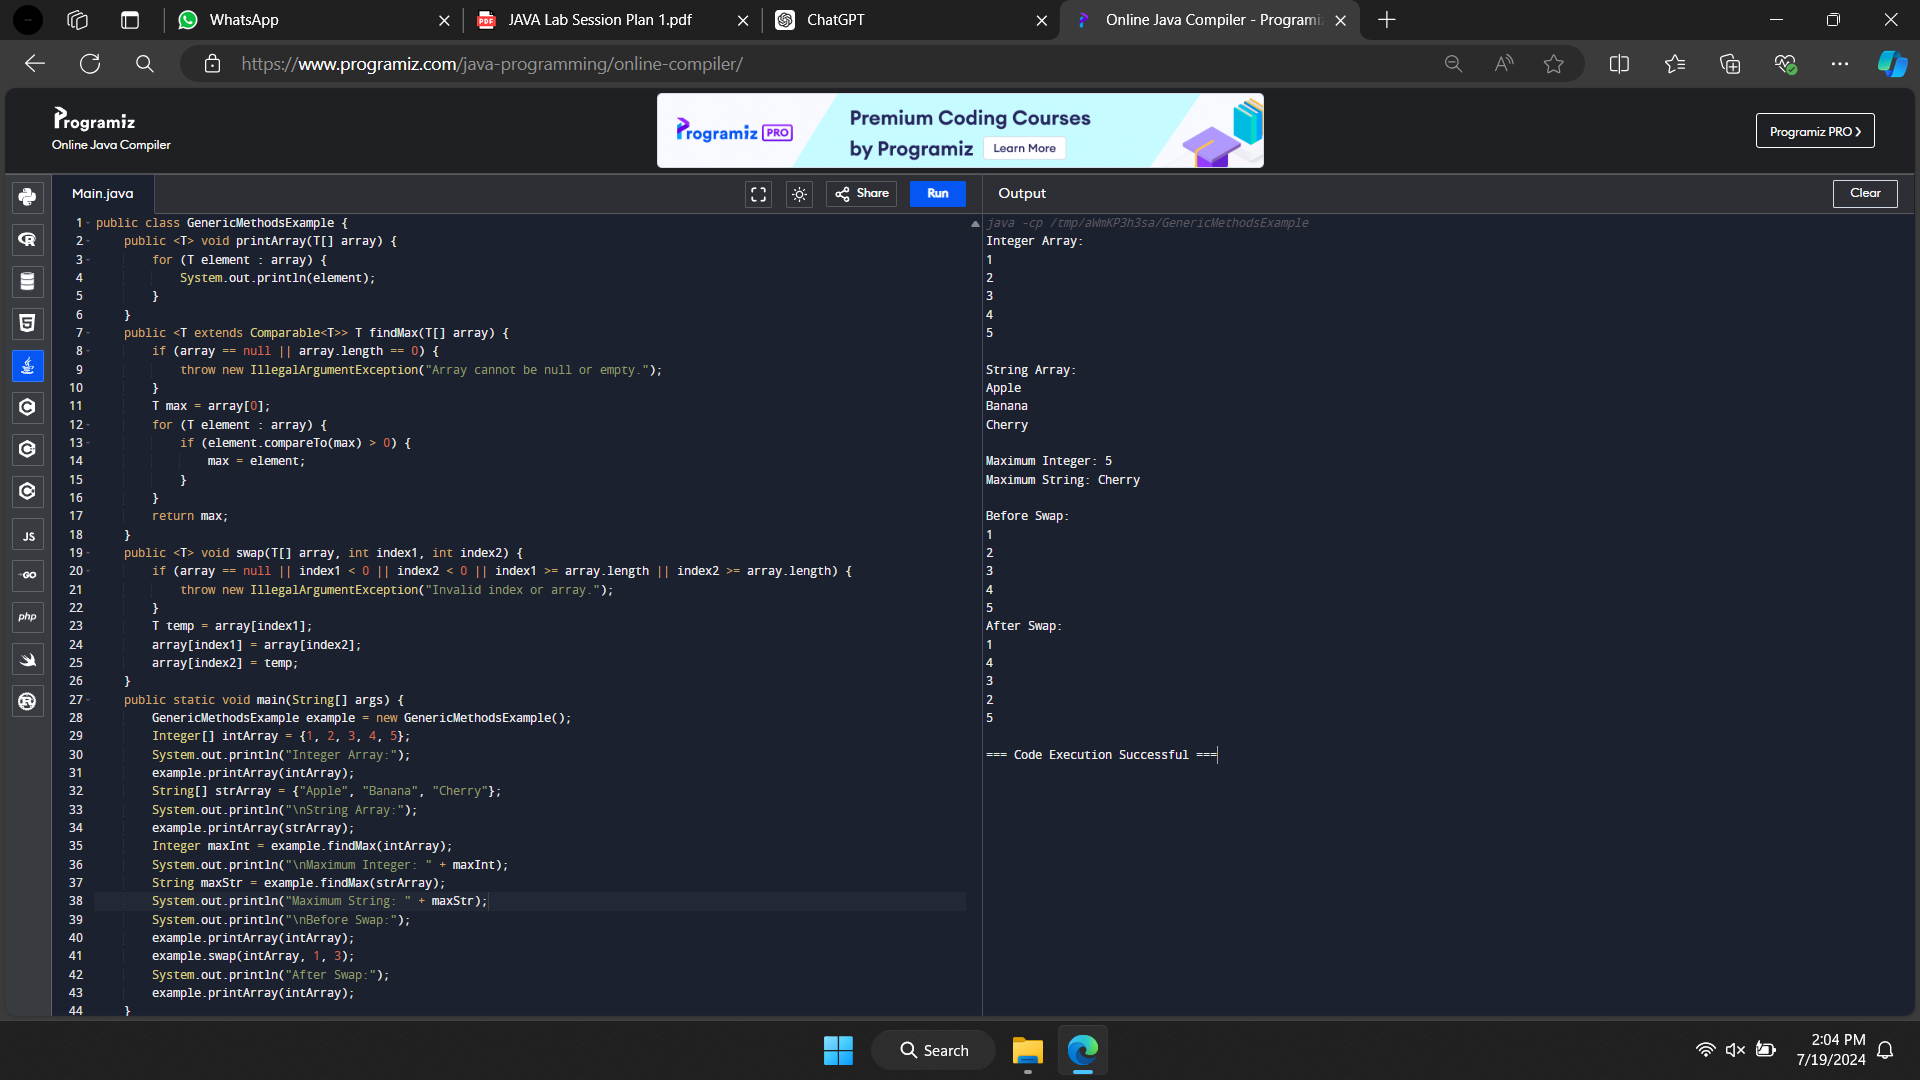 WhatsApp
JAVA Lab Session Plan 1.pdf
ChatGPT
Online Java Compiler - Programiz
https://www.programiz.com/java-programming/online-compiler/
Programiz
Online Java Compiler
Programiz PRO
Premium Coding Courses
by Programiz Learn More
Programiz PRO >
Main.java
Share
Run
Output
Clear
1 public class GenericMethodsExample {
2     public <T> void printArray(T[] array) {
3         for (T element : array) {
4             System.out.println(element);
5         }
6     }
7     public <T extends Comparable<T>> T findMax(T[] array) {
8         if (array == null || array.length == 0) {
9             throw new IllegalArgumentException("Array cannot be null or empty.");
10         }
11         T max = array[0];
12         for (T element : array) {
13             if (element.compareTo(max) > 0) {
14                 max = element;
15             }
16         }
17         return max;
18     }
19     public <T> void swap(T[] array, int index1, int index2) {
20         if (array == null || index1 < 0 || index2 < 0 || index1 >= array.length || index2 >= array.length) {
21             throw new IllegalArgumentException("Invalid index or array.");
22         }
23         T temp = array[index1];
24         array[index1] = array[index2];
25         array[index2] = temp;
26     }
27     public static void main(String[] args) {
28         GenericMethodsExample example = new GenericMethodsExample();
29         Integer[] intArray = {1, 2, 3, 4, 5};
30         System.out.println("Integer Array:");
31         example.printArray(intArray);
32         String[] strArray = {"Apple", "Banana", "Cherry"};
33         System.out.println("\nString Array:");
34         example.printArray(strArray);
35         Integer maxInt = example.findMax(intArray);
36         System.out.println("\nMaximum Integer: " + maxInt);
37         String maxStr = example.findMax(strArray);
38         System.out.println("Maximum String: " + maxStr);
39         System.out.println("\nBefore Swap:");
40         example.printArray(intArray);
41         example.swap(intArray, 1, 3);
42         System.out.println("After Swap:");
43         example.printArray(intArray);
44     }
java -cp /tmp/aWmKP3h3sa/GenericMethodsExample
Integer Array:
1
2
3
4
5
String Array:
Apple
Banana
Cherry
Maximum Integer: 5
Maximum String: Cherry
Before Swap:
1
2
3
4
5
After Swap:
1
4
3
2
5
=== Code Execution Successful ===
JS
GO
php
Search
2:04 PM
7/19/2024